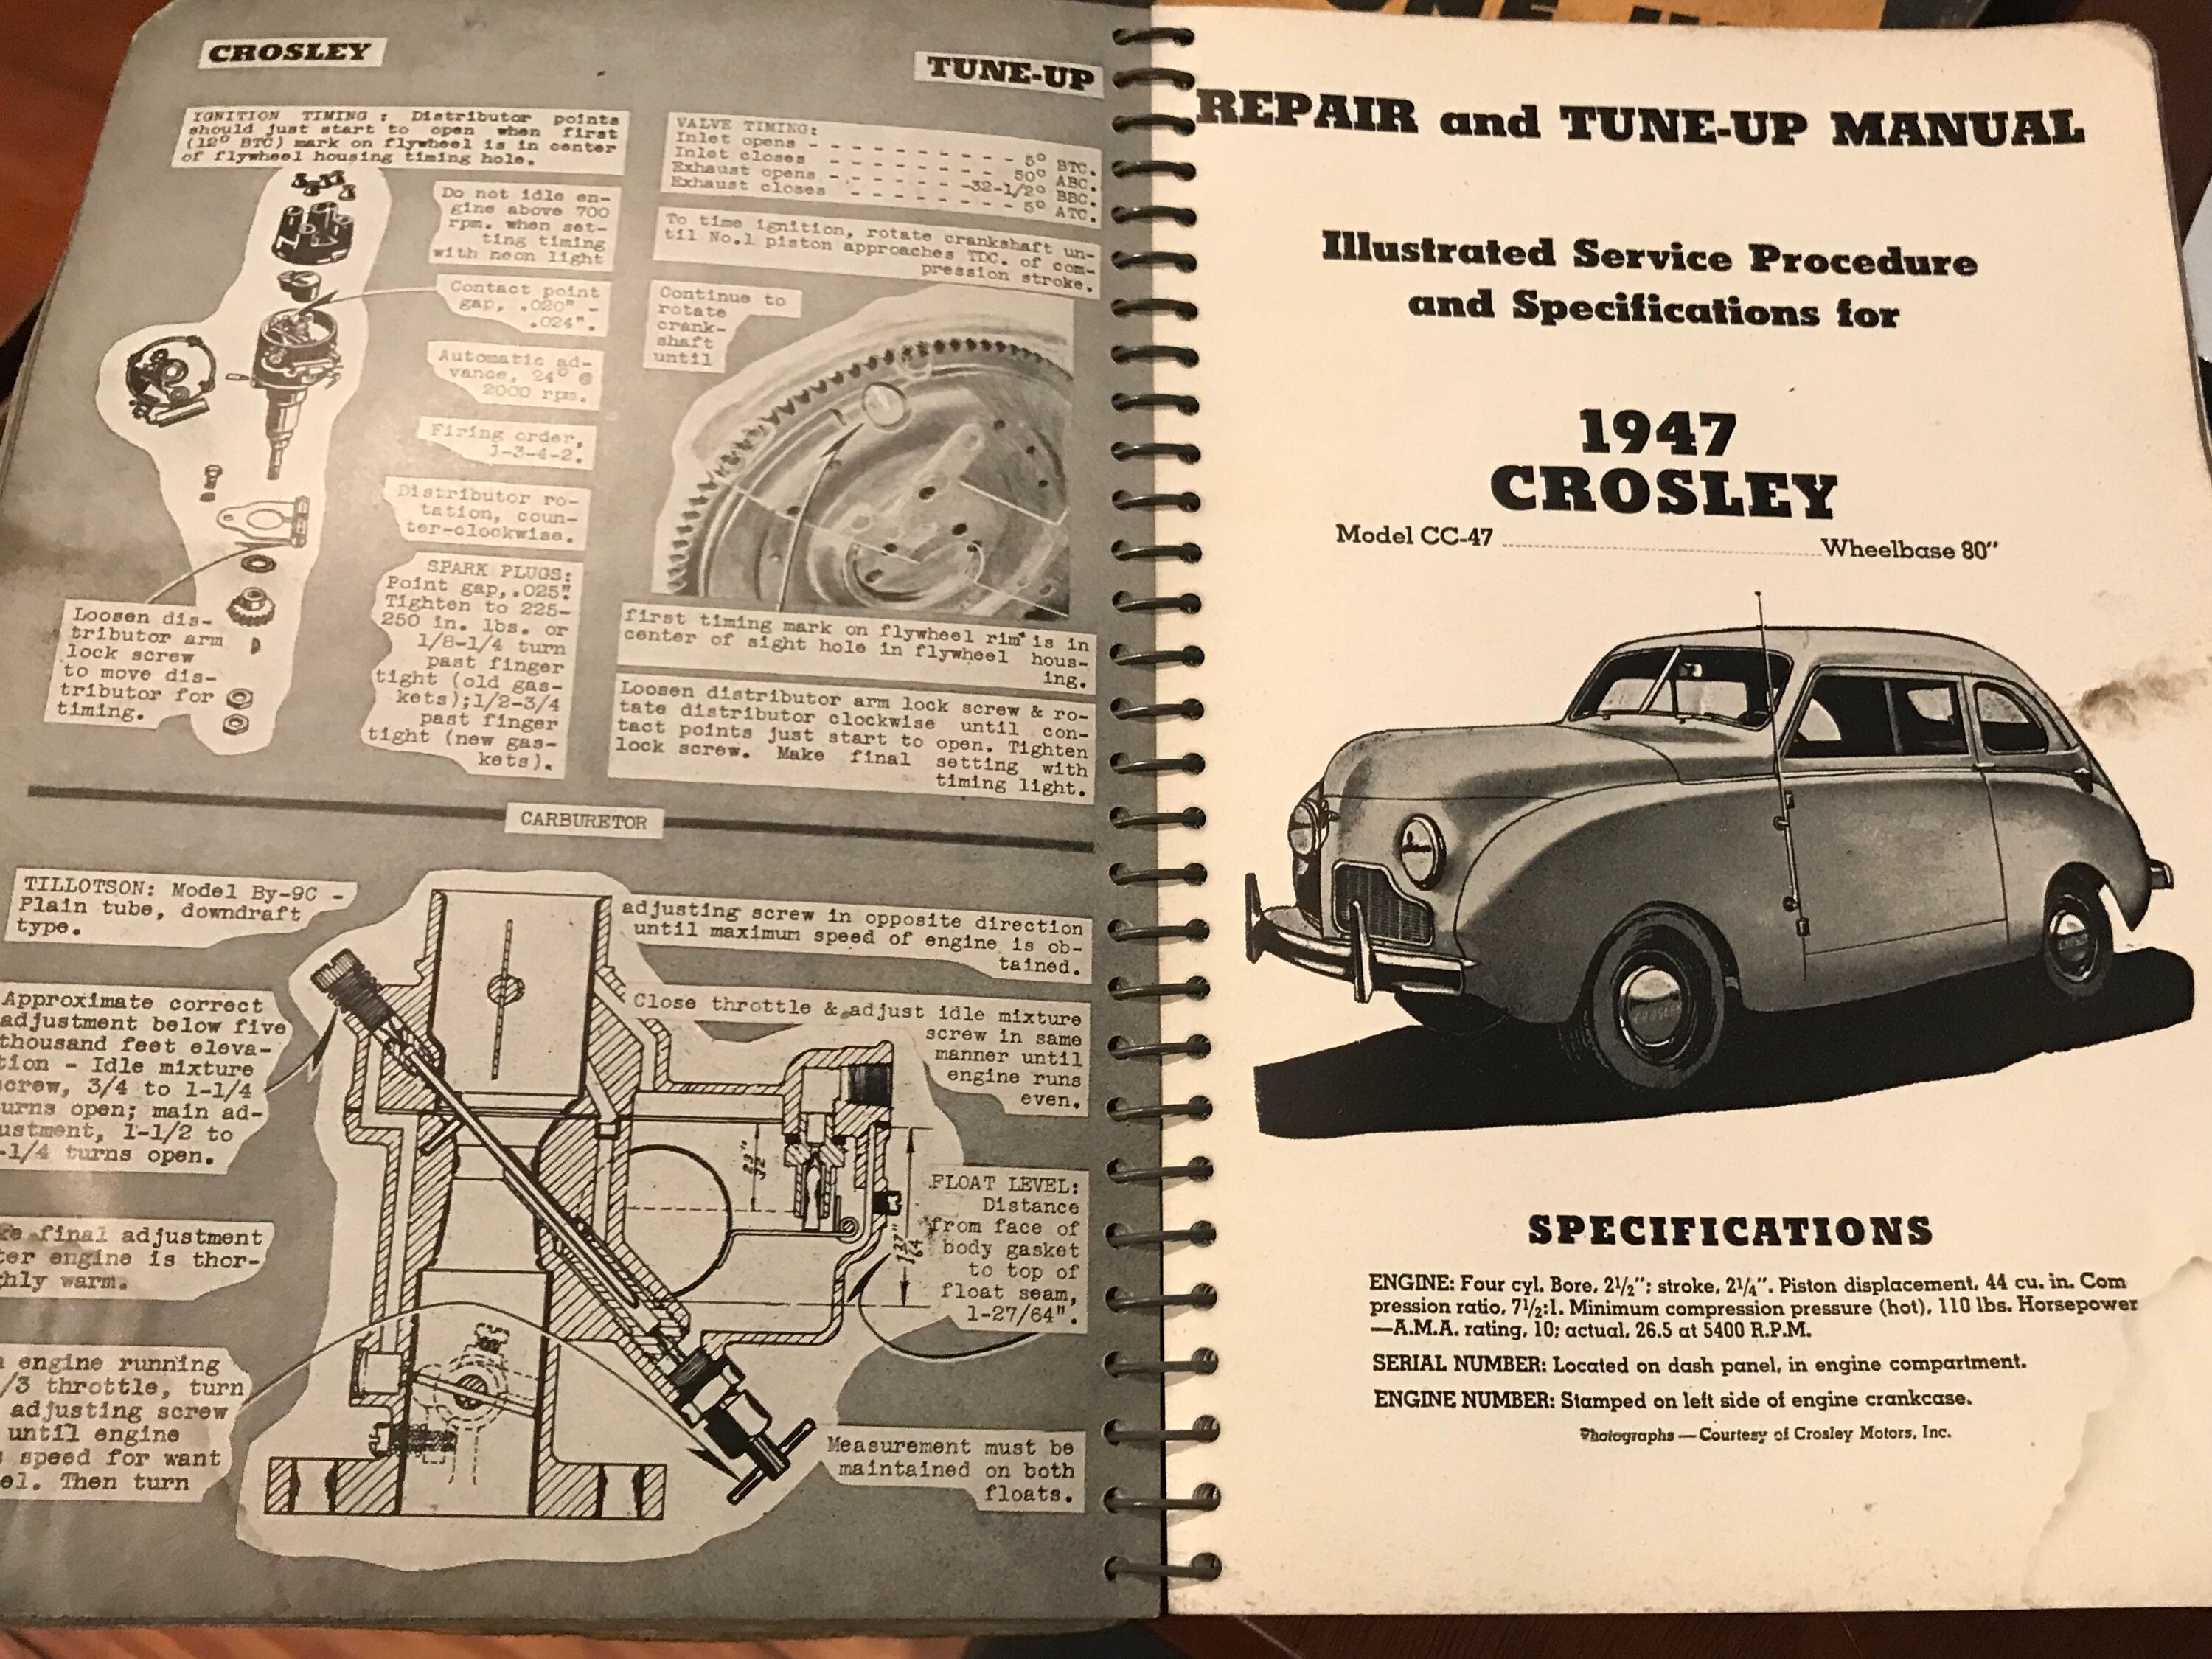 CROSLEY
TUNE-UP
IGNITION TIMING : Distributor points
should just start to open when first
(12° BTC) mark on flywheel is in center
of flywheel housing timing hole.
Do not idle en-
gine above 700
rpm. when set-
ting timing
with neon light
Contact point
gap, .020" -
.024".
Automatic ad-
vance, 24° @
2000 rpm.
Firing order,
1-3-4-2.
Distributor ro-
tation, coun-
ter-clockwise.
SPARK PLUGS:
Point gap,.025"
Tighten to 225-
250 in. lbs. or
1/8-1/4 turn
past finger
tight (old gas-
kets);1/2-3/4
past finger
tight (new gas-
kets).
Loosen dis-
tributor arm
lock screw
to move dis-
tributor for
timing.
VALVE TIMING:
Inlet opens - - - - - - - - - - 5° BTC.
Inlet closes - - - - - - - - - 50° ABC.
Exhaust opens - - - - - - -32-1/2° BBC.
Exhaust closes - - - - - - - - 5° ATC.
To time ignition, rotate crankshaft un-
til No.1 piston approaches TDC. of com-
pression stroke.
Continue to
rotate
crank-
shaft
until
first timing mark on flywheel rim is in
center of sight hole in flywheel hous-
ing.
Loosen distributor arm lock screw & ro-
tate distributor clockwise until con-
tact points just start to open. Tighten
lock screw. Make final setting with
timing light.
CARBURETOR
TILLOTSON: Model By-9C -
Plain tube, downdraft
type.
Approximate correct
adjustment below five
thousand feet eleva-
tion - Idle mixture
screw, 3/4 to 1-1/4
urns open; main ad-
ustment, 1-1/2 to
-1/4 turns open.
final adjustment
ter engine is thor-
hly warm.
engine running
/3 throttle, turn
adjusting screw
until engine
s speed for want
el. Then turn
adjusting screw in opposite direction
until maximum speed of engine is ob-
tained.
Close throttle & adjust idle mixture
screw in same
manner until
engine runs
even.
23"
32
1 27"
64
FLOAT LEVEL:
Distance
from face of
body gasket
to top of
float seam,
1-27/64".
Measurement must be
maintained on both
floats.
REPAIR and TUNE-UP MANUAL
Illustrated Service Procedure
and Specifications for
1947
CROSLEY
Model CC-47 ........ Wheelbase 80"
CROSLEY
SPECIFICATIONS
ENGINE: Four cyl. Bore, 2½"; stroke, 2¼". Piston displacement, 44 cu. in. Com
pression ratio, 7½:1. Minimum compression pressure (hot), 110 lbs. Horsepower
—A.M.A. rating, 10; actual, 26.5 at 5400 R.P.M.
SERIAL NUMBER: Located on dash panel, in engine compartment.
ENGINE NUMBER: Stamped on left side of engine crankcase.
Photographs — Courtesy of Crosley Motors, Inc.